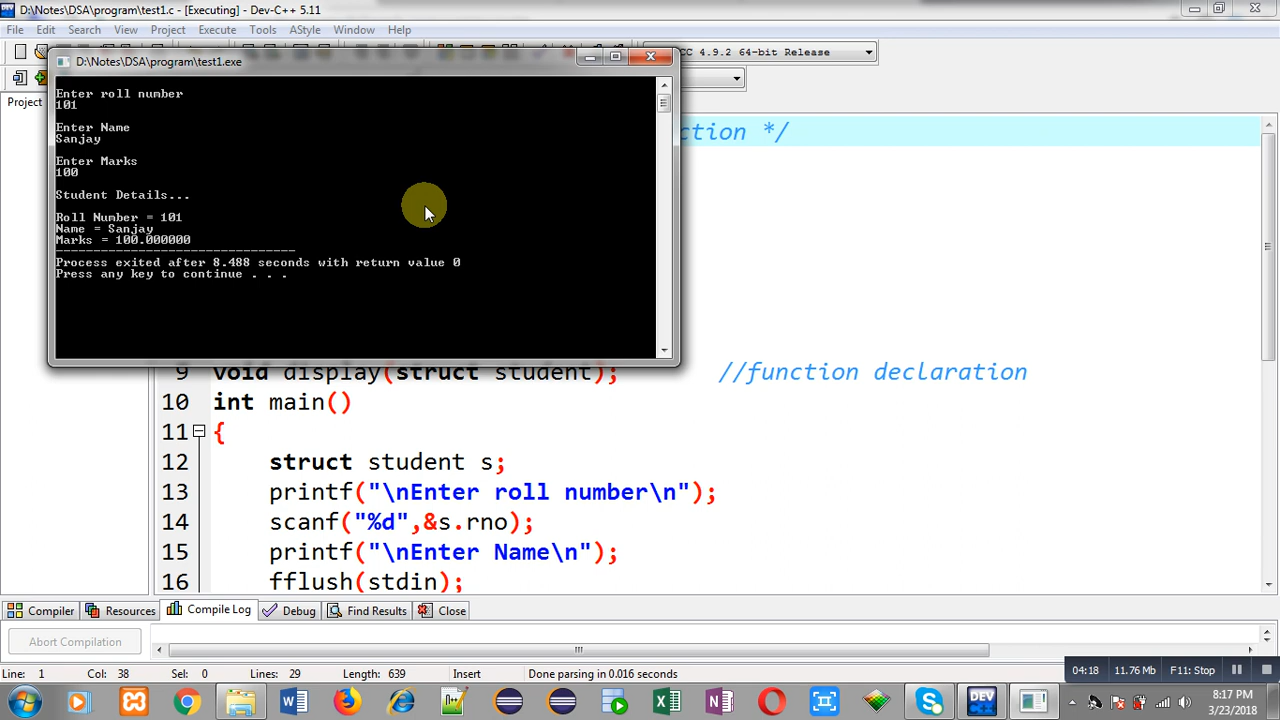 D:\Notes\DSA\program\test1.c - [Executing] - Dev-C++ 5.11
File Edit Search View Project Execute Tools AStyle Window Help
CC 4.9.2 64-bit Release
D:\Notes\DSA\program\test1.exe
Project
Enter roll number
101
Enter Name
Sanjay
Enter Marks
100
Student Details...
Roll Number = 101
Name = Sanjay
Marks = 100.000000
--------------------------------
Process exited after 8.488 seconds with return value 0
Press any key to continue . . .
ction */
9 void display(struct student); //function declaration
10 int main()
11 {
12 struct student s;
13 printf("\nEnter roll number\n");
14 scanf("%d",&s.rno);
15 printf("\nEnter Name\n");
16 fflush(stdin);
Compiler Resources Compile Log Debug Find Results Close
Abort Compilation
Line: 1 Col: 38 Sel: 0 Lines: 29 Length: 639 Insert Done parsing in 0.016 seconds
04:18 11.76 Mb F11: Stop
8:17 PM
3/23/2018